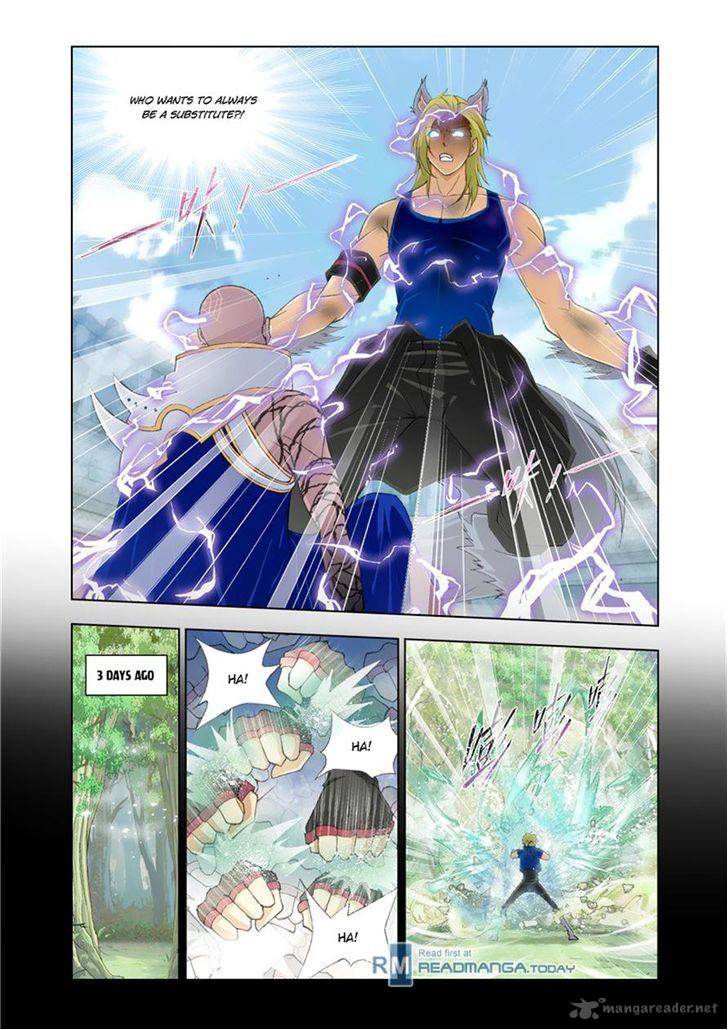 WHO WANTS TO ALWAYS
BE A SUBSTITUTE?!
3 DAYS AGO
HA!
HA!
HA!
HA!
Read first at
RM READMANGA.TODAY
mangareader.net